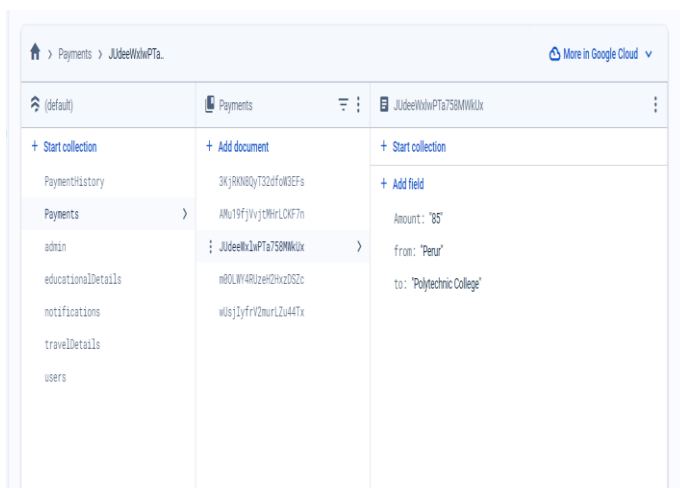 Payments > JUdeeWxlwPTa..
More in Google Cloud
(default)
Payments
JUdeeWxlwPTa758MWkUx
+ Start collection
PaymentHistory
Payments
admin
educationalDetails
notifications
travelDetails
users
+ Add document
3KjRKN8QyT32dfoW3EFs
AMu19fjVvjtMHrLCKF7n
JUdeeWxlwPTa758MWkUx
m0OLWY4RUzeH2HxzDSZc
wUsjIyfrV2murLZu44Tx
+ Start collection
+ Add field
Amount: "85"
from: "Perur"
to: "Polytechnic College"